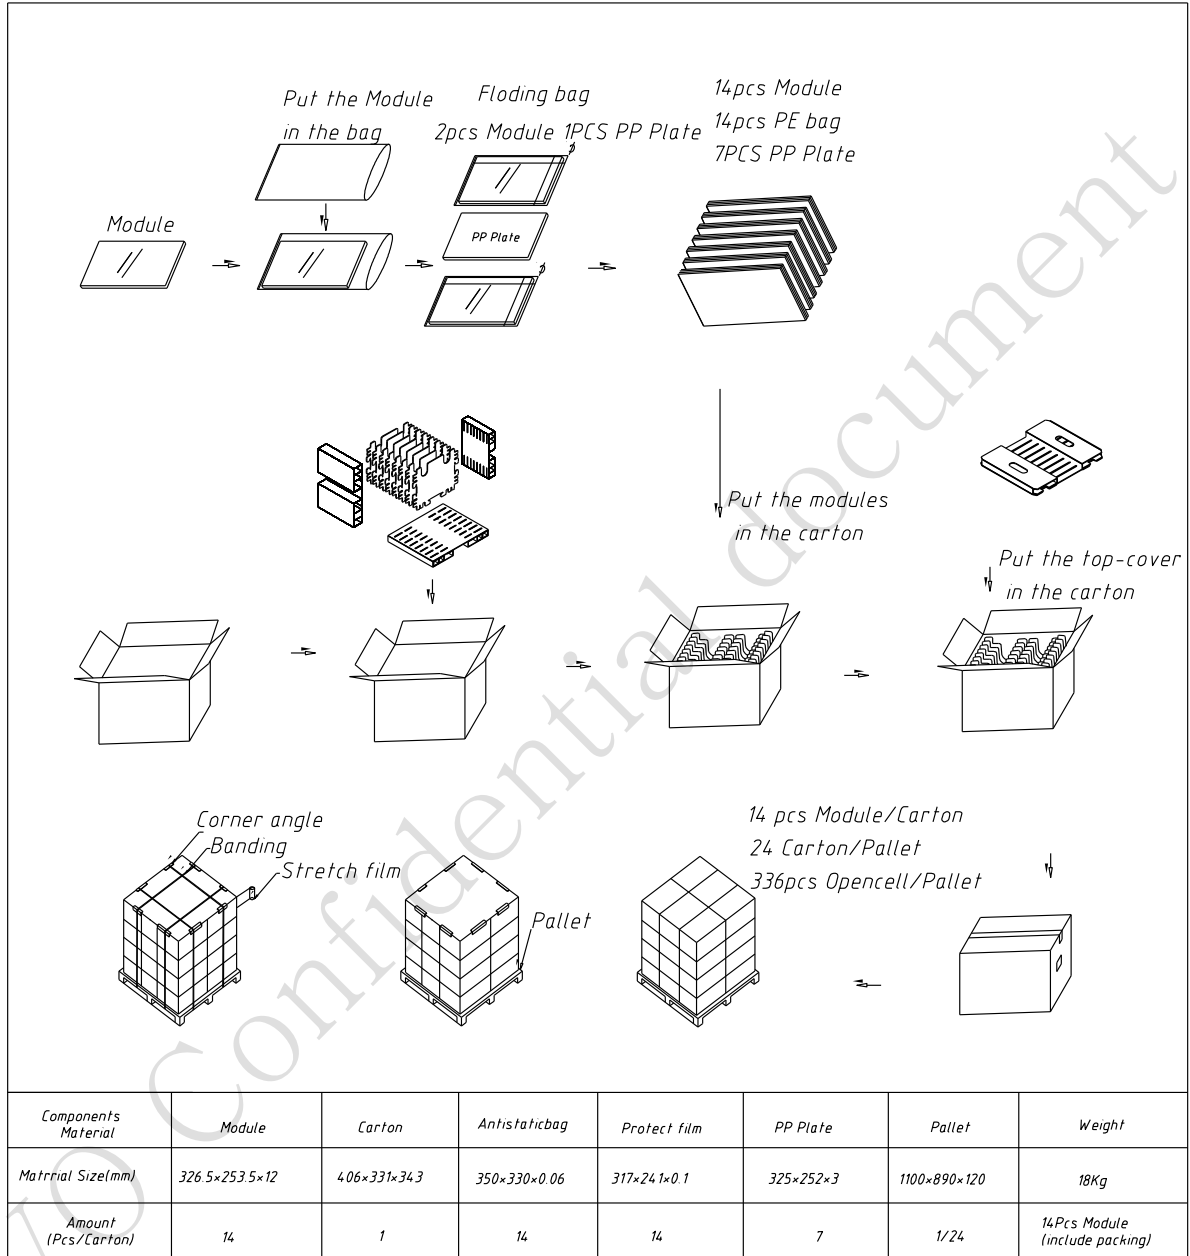 Put the Module
in the bag
Floding bag
2pcs Module 1PCS PP Plate
14pcs Module
14pcs PE bag
7PCS PP Plate
Module
PP Plate
Put the modules
in the carton
Put the top-cover
in the carton
Corner angle
Banding
Stretch film
Pallet
14 pcs Module/Carton
24 Carton/Pallet
336pcs Opencell/Pallet
Components Material Module Carton Antistaticbag Protect film PP Plate Pallet Weight
Matrrial Size(mm) 326.5×253.5×12 406×331×343 350×330×0.06 317×241×0.1 325×252×3 1100×890×120 18Kg
Amount (Pcs/Carton) 14 1 14 14 7 1/24 14Pcs Module (include packing)
VO Confidential document